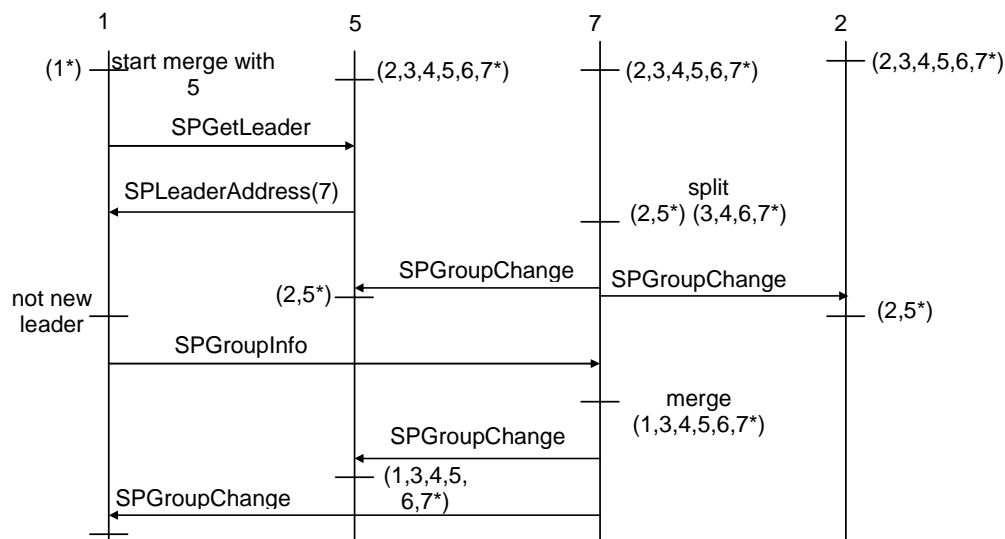 1 5 7 2
(1*) start merge with
5
(2,3,4,5,6,7*) (2,3,4,5,6,7*) (2,3,4,5,6,7*)
SPGetLeader
SPLeaderAddress(7)
split
(2,5*) (3,4,6,7*)
SPGroupChange
SPGroupChange
not new
leader
(2,5*)
(2,5*)
SPGroupInfo
merge
(1,3,4,5,6,7*)
SPGroupChange
(1,3,4,5,
6,7*)
SPGroupChange